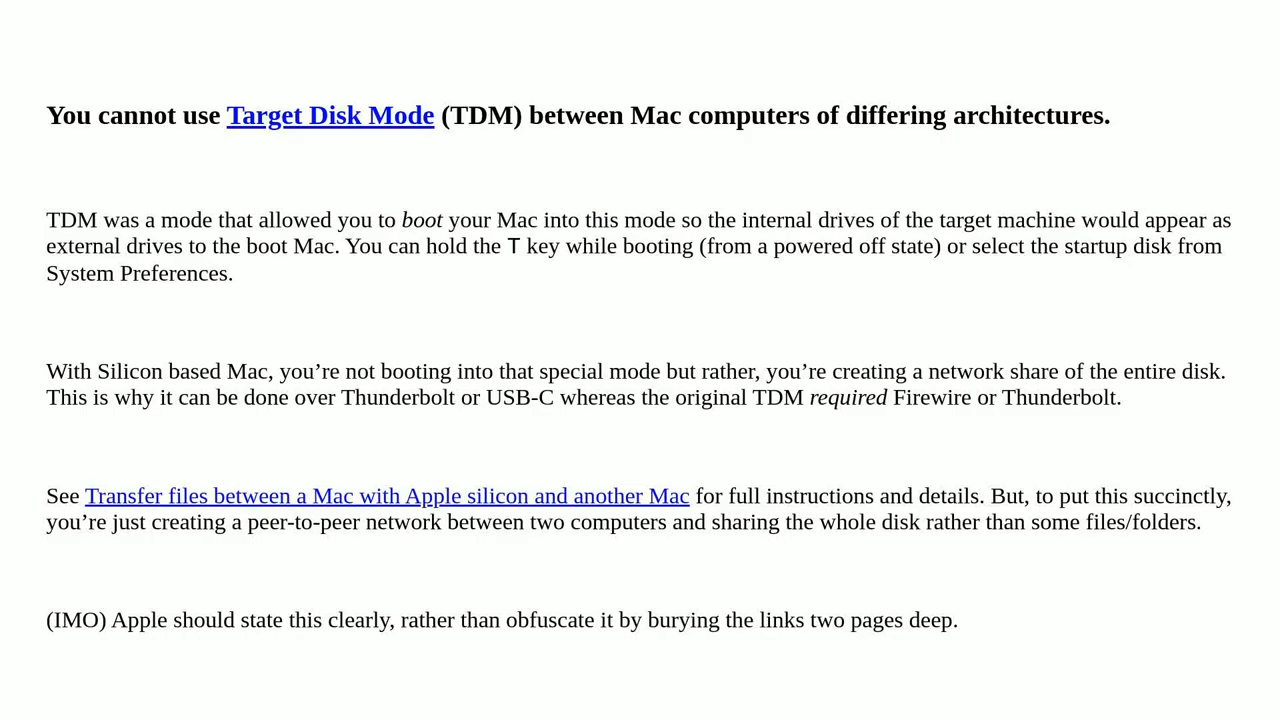 You cannot use Target Disk Mode (TDM) between Mac computers of differing architectures.
TDM was a mode that allowed you to boot your Mac into this mode so the internal drives of the target machine would appear as
external drives to the boot Mac. You can hold the T key while booting (from a powered off state) or select the startup disk from
System Preferences.
With Silicon based Mac, you’re not booting into that special mode but rather, you’re creating a network share of the entire disk.
This is why it can be done over Thunderbolt or USB-C whereas the original TDM required Firewire or Thunderbolt.
See Transfer files between a Mac with Apple silicon and another Mac for full instructions and details. But, to put this succinctly,
you’re just creating a peer-to-peer network between two computers and sharing the whole disk rather than some files/folders.
(IMO) Apple should state this clearly, rather than obfuscate it by burying the links two pages deep.